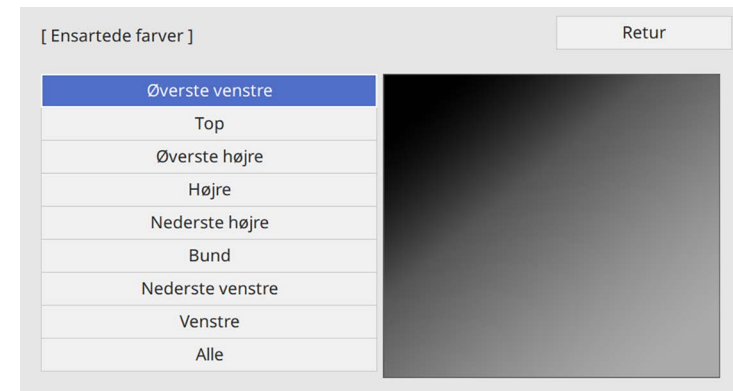 [ Ensartede farver ]
Retur
Øverste venstre
Top
Øverste højre
Højre
Nederste højre
Bund
Nederste venstre
Venstre
Alle